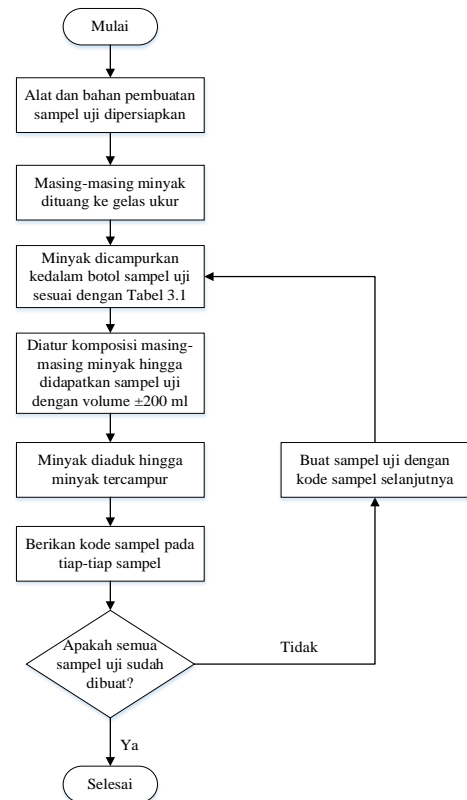 Mulai
Alat dan bahan pembuatan
sampel uji dipersiapkan
Masing-masing minyak
dituang ke gelas ukur
Minyak dicampurkan
kedalam botol sampel uji
sesuai dengan Tabel 3.1
Diatur komposisi masing-
masing minyak hingga
didapatkan sampel uji
dengan volume ±200 ml
Minyak diaduk hingga
minyak tercampur
Buat sampel uji dengan
kode sampel selanjutnya
Berikan kode sampel pada
tiap-tiap sampel
Apakah semua
sampel uji sudah
dibuat?
Tidak
Ya
Selesai